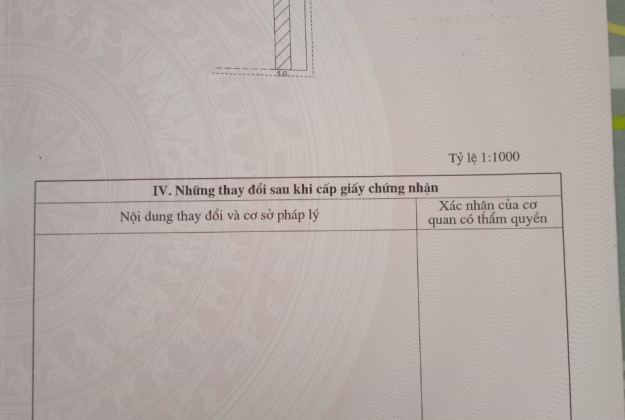 5.0
Tỷ lệ 1:1000
IV. Những thay đổi sau khi cấp giấy chứng nhận
Nội dung thay đổi và cơ sở pháp lý
Xác nhận của cơ
quan có thẩm quyền